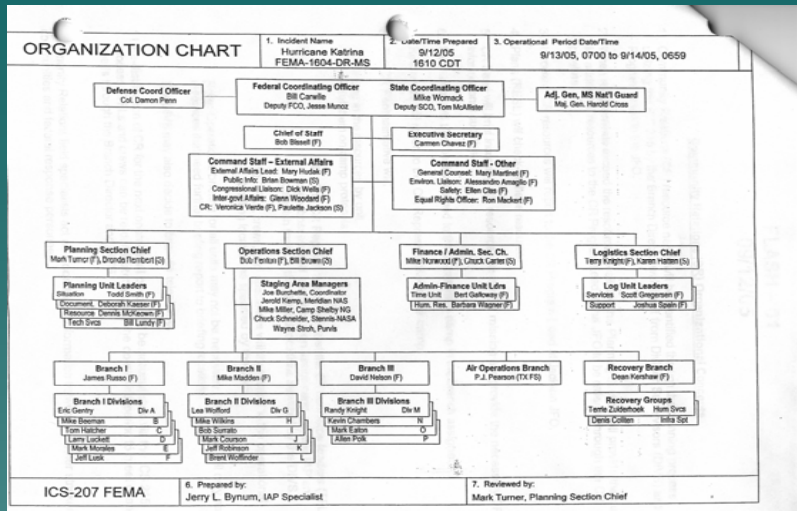 ORGANIZATION CHART
1. Incident Name
Hurricane Katrina
FEMA-1604-DR-MS
2. Date/Time Prepared
9/12/05
1610 CDT
3. Operational Period Date/Time
9/13/05, 0700 to 9/14/05, 0659
Defense Coord Officer
Col. Damon Penn
Federal Coordinating Officer
Bill Carwile
Deputy FCO, Jesse Munoz
State Coordinating Officer
Mike Womack
Deputy SCO, Tom McAllister
Adj. Gen, MS Nat'l Guard
Maj. Gen. Harold Cross
Chief of Staff
Bob Bissell (F)
Executive Secretary
Carmen Chavez (F)
Command Staff – External Affairs
External Affairs Lead: Mary Hudak (F)
Public Info: Brian Bowman (S)
Congressional Liaison: Dick Wells (F)
Inter-govt Affairs: Glenn Woodard (F)
CR: Veronica Verde (F), Paulette Jackson (S)
Command Staff - Other
General Counsel: Mary Martinet (F)
Environ. Liaison: Alessandro Amaglio (F)
Safety: Ellen Clas (F)
Equal Rights Officer: Ron Mackert (F)
Planning Section Chief
Mark Turner (F), Bronda Rembert (S)
Operations Section Chief
Bob Fenton (F), Bill Brown (S)
Finance / Admin. Sec. Ch.
Mike Norwood (F), Chuck Carter (S)
Logistics Section Chief
Terry Knight (F), Karen Hatten (S)
Planning Unit Leaders
Situation Todd Smith (F)
Document. Deborah Kaeser (F)
Resource Dennis McKeown (F)
Tech Svcs Bill Lundy (F)
Staging Area Managers
Joe Burchette, Coordinator
Jerold Kemp, Meridian NAS
Mike Miller, Camp Shelby NG
Chuck Schneider, Stennis-NASA
Wayne Stroh, Purvis
Admin-Finance Unit Ldrs
Time Unit Bert Galloway (F)
Hum. Res. Barbara Wagner (F)
Log Unit Leaders
Services Scott Gregersen (F)
Support Joshua Spain (F)
Branch I
James Russo (F)
Branch II
Mike Madden (F)
Branch III
David Nelson (F)
Air Operations Branch
P.J. Pearson (TX FS)
Recovery Branch
Dean Kershaw (F)
Branch I Divisions
Eric Gentry Div A
Mike Beeman B
Tom Hatcher C
Larry Luckett D
Mark Morales E
Jeff Lusk F
Branch II Divisions
Lea Wofford Div G
Mike Wilkins H
Bob Surrato I
Mark Courson J
Jeff Robinson K
Brent Wolfinder L
Branch III Divisions
Randy Knight Div M
Kevin Chambers N
Mark Eaton O
Allen Polk P
Recovery Groups
Terrie Zuiderhoek Hum Svcs
Denis Collten Infra Spt
ICS-207 FEMA
6. Prepared by:
Jerry L. Bynum, IAP Specialist
7. Reviewed by:
Mark Turner, Planning Section Chief